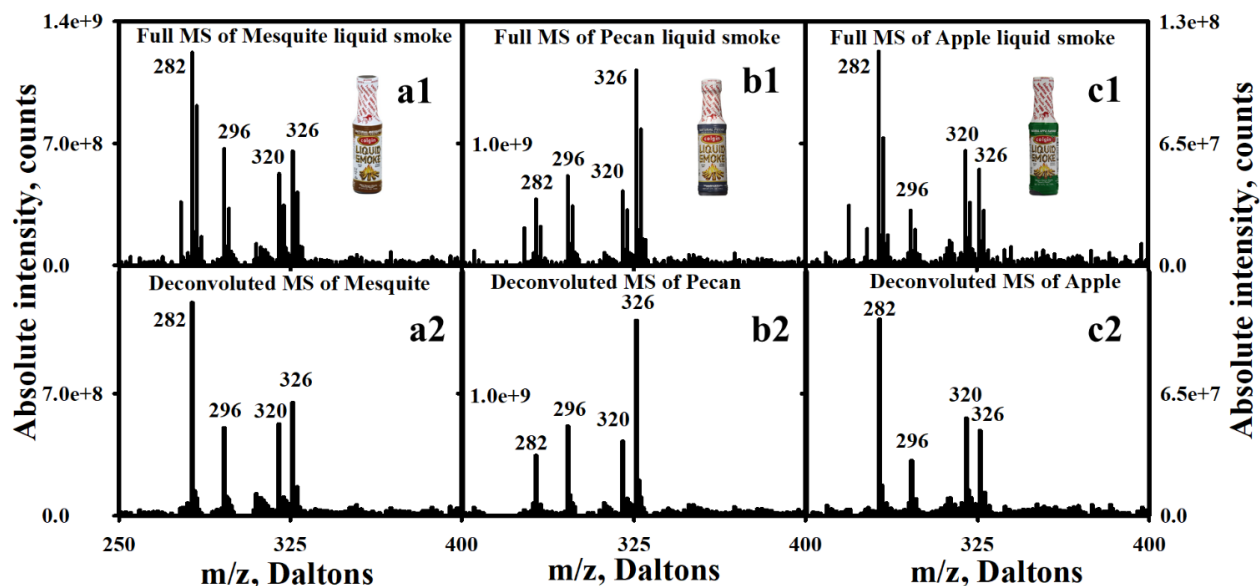 1.4e+9
Full MS of Mesquite liquid smoke
Full MS of Pecan liquid smoke
Full MS of Apple liquid smoke
1.3e+8
282
a1
326
b1
282
c1
7.0e+8
296
320
326
1.0e+9
282
296
320
296
320
326
6.5e+7
LIQUID
SMOKE
LIQUID
SMOKE
LIQUID
SMOKE
0.0
0.0
Absolute intensity, counts
Absolute intensity, counts
Deconvoluted MS of Mesquite
Deconvoluted MS of Pecan
Deconvoluted MS of Apple
282
a2
326
b2
282
c2
7.0e+8
296
320
326
1.0e+9
282
296
320
296
320
326
6.5e+7
0.0
0.0
250
325
400
325
400
325
400
m/z, Daltons
m/z, Daltons
m/z, Daltons